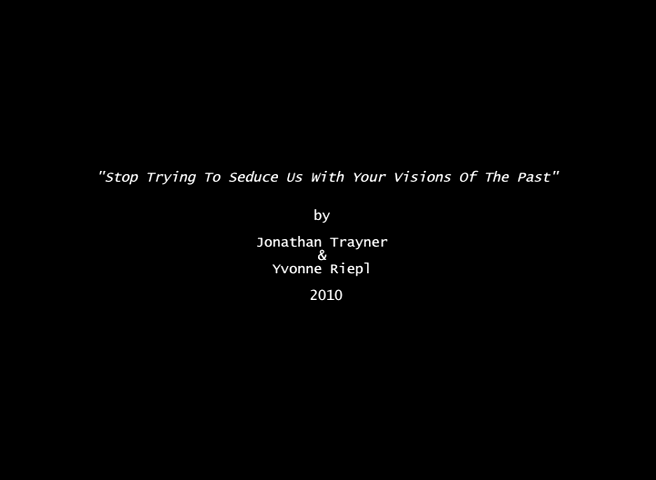 "Stop Trying To Seduce Us With Your Visions Of The Past"
by
Jonathan Trayner
&
Yvonne Riepl
2010